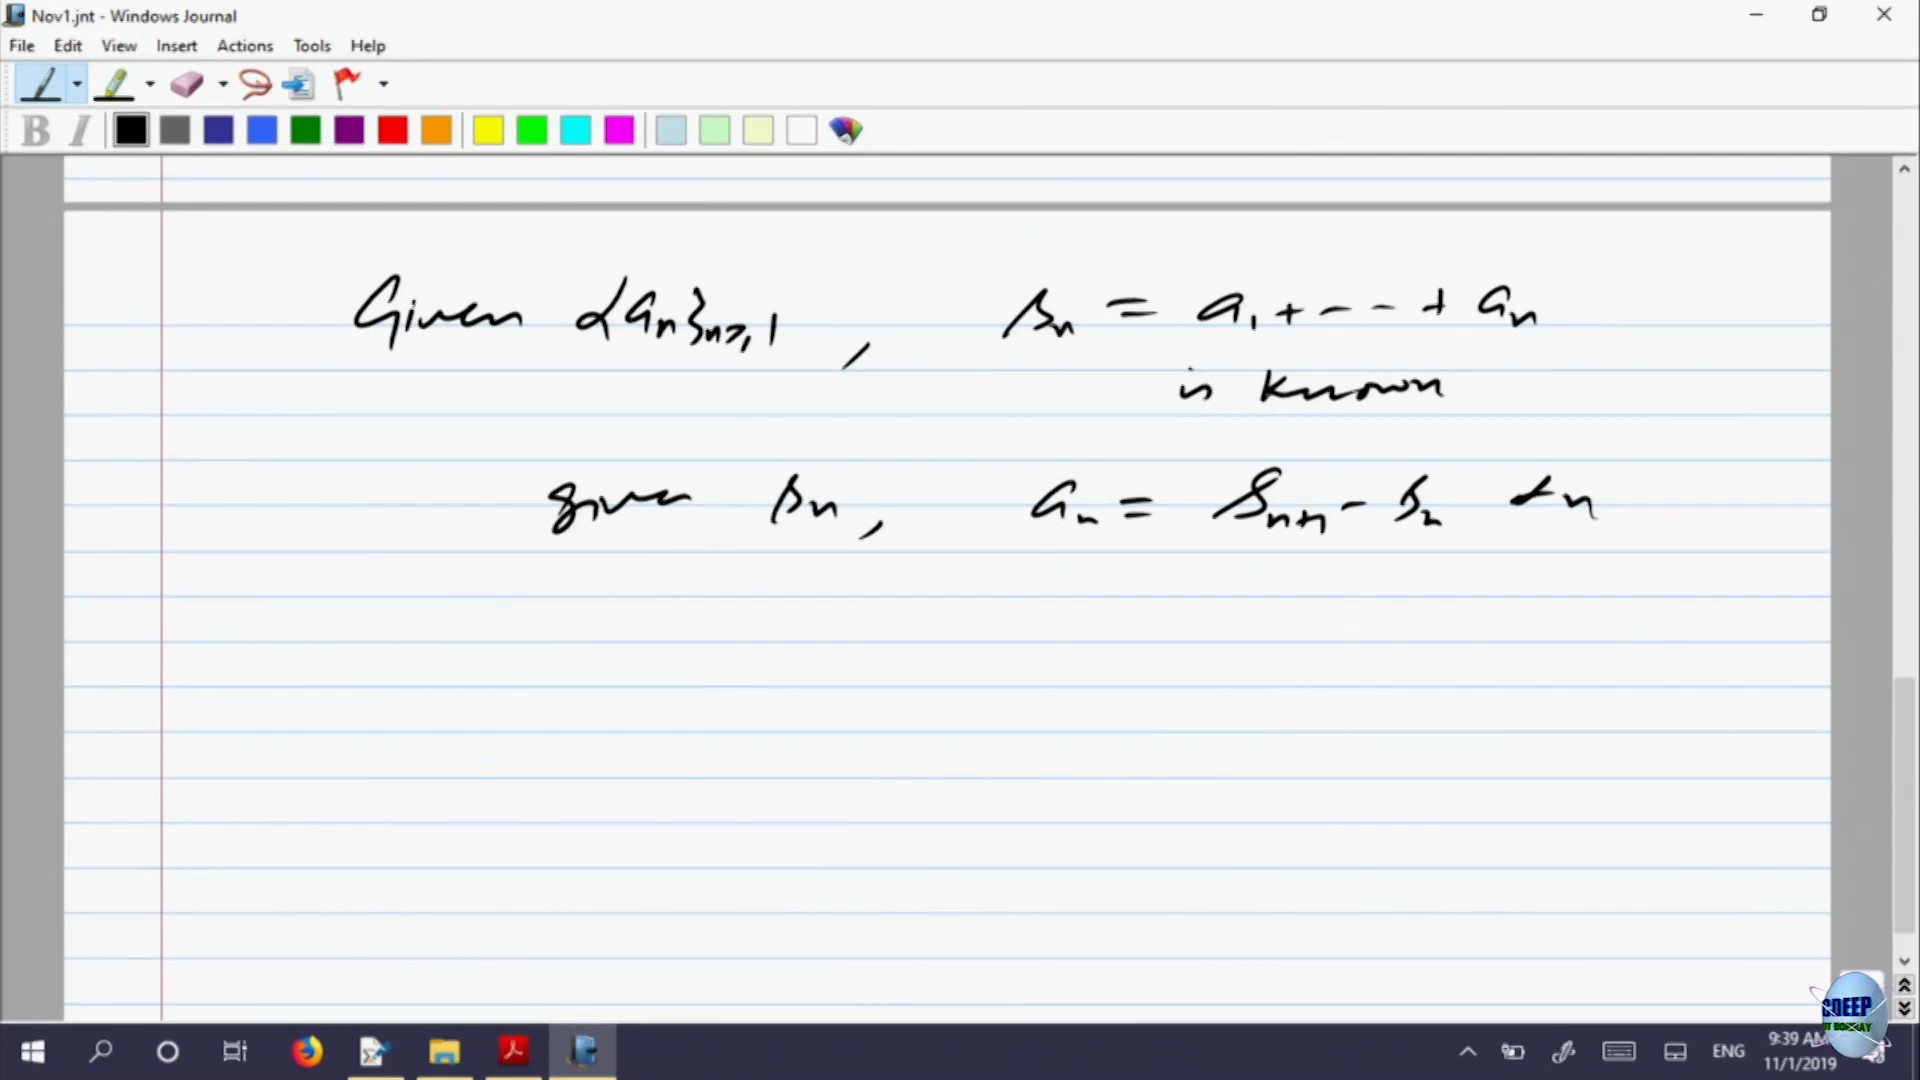 Nov1.jnt - Windows Journal
File Edit View Insert Actions Tools Help
B I
Given {an}n≥1, sn = a1 + - - - + an
is known
given sn, an = Sn+1 - sn ∀n
ENG
9:39 AM
11/1/2019